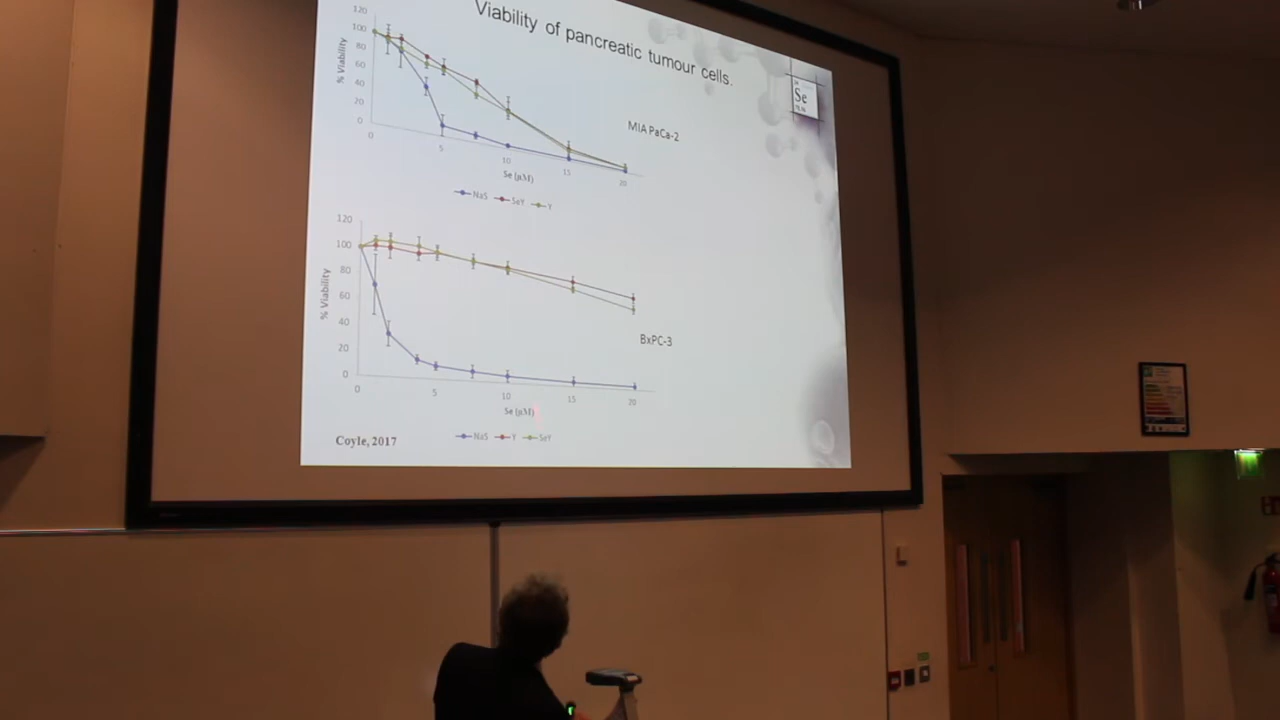 Viability of pancreatic tumour cells.
Se
120
100
80
60
40
20
0
% Viability
0
5
10
15
20
Se (μM)
NaS
SeY
Y
MIA PaCa-2
120
100
80
60
40
20
0
% Viability
0
5
10
15
20
Se (μM)
NaS
Y
SeY
BxPC-3
Coyle, 2017